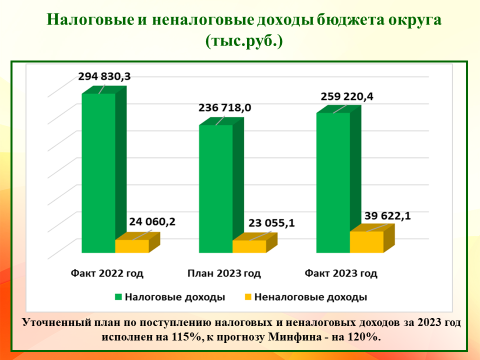 Налоговые и неналоговые доходы бюджета округа
(тыс.руб.)
294 830,3
236 718,0
259 220,4
24 060,2
23 055,1
39 622,1
Факт 2022 год
План 2023 год
Факт 2023 год
Налоговые доходы
Неналоговые доходы
Уточненный план по поступлению налоговых и неналоговых доходов за 2023 год
исполнен на 115%, к прогнозу Минфина - на 120%.